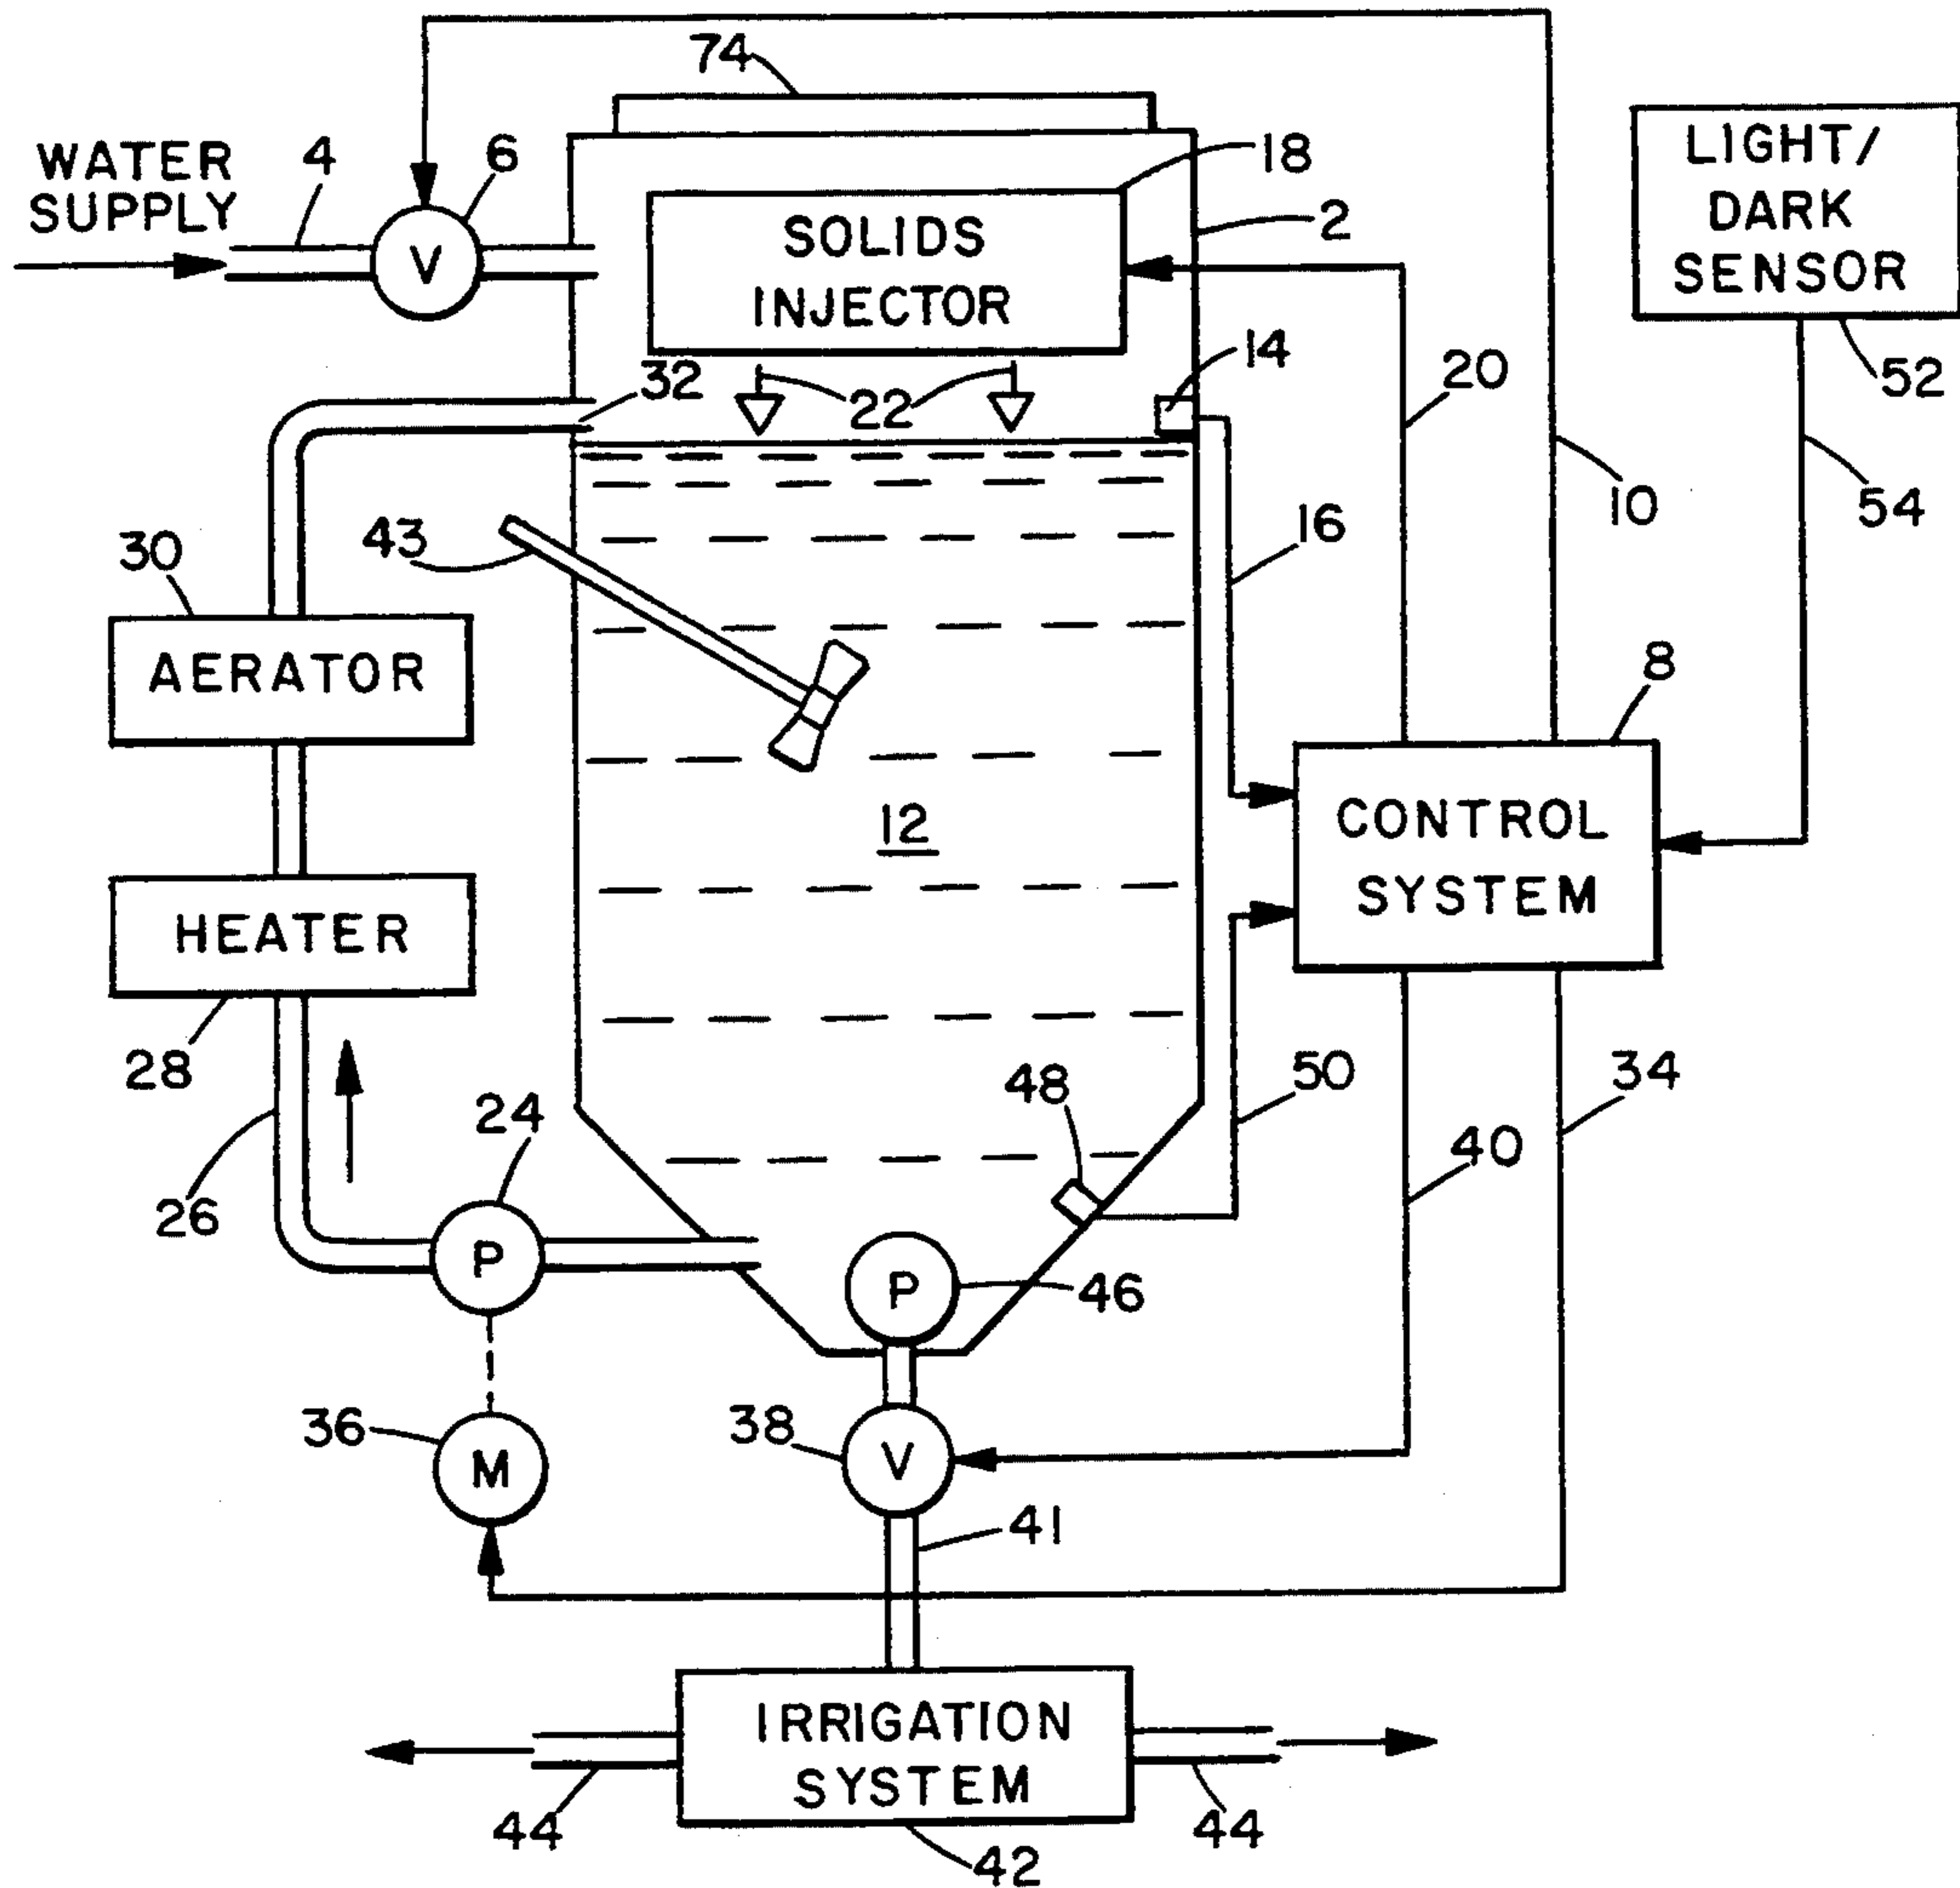 74
WATER
SUPPLY
4
6
V
18
2
SOLIDS
INJECTOR
LIGHT/
DARK
SENSOR
14
32
22
20
52
10
54
16
43
30
AERATOR
8
12
CONTROL
SYSTEM
HEATER
28
48
50
34
24
40
26
P
P
46
36
38
M
V
41
IRRIGATION
SYSTEM
44
44
42